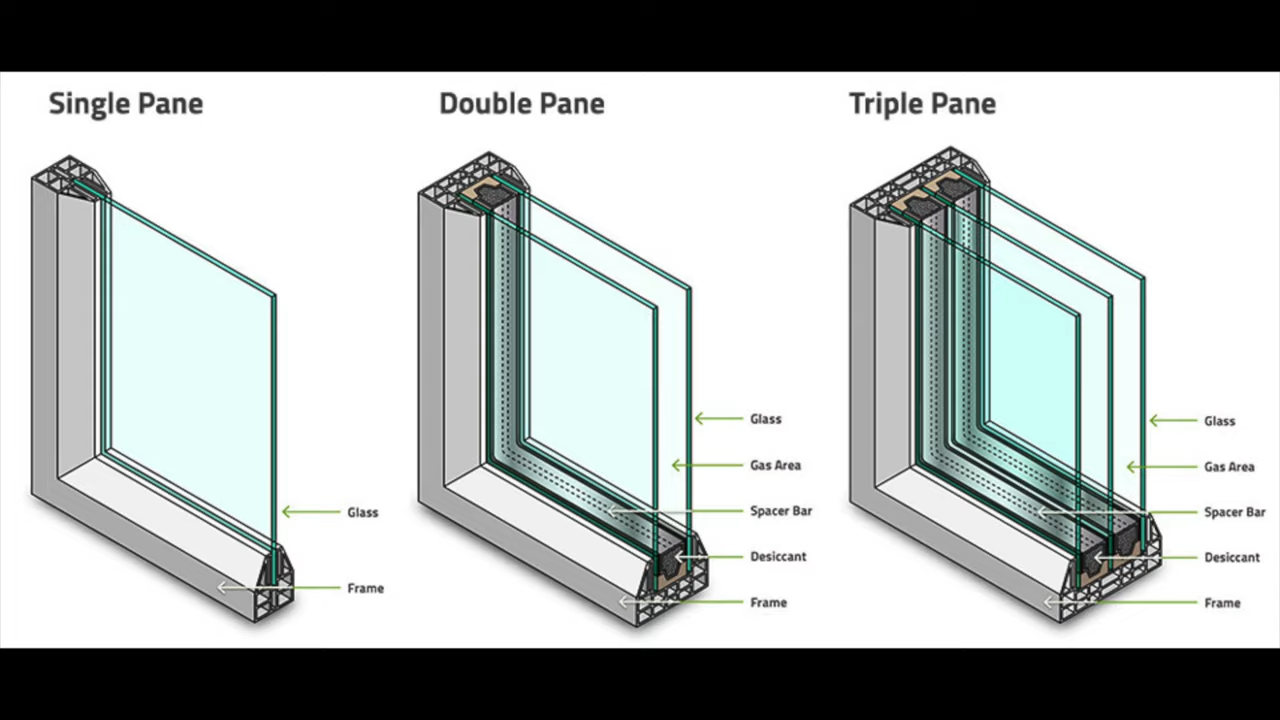 Single Pane
Double Pane
Triple Pane
Glass
Frame
Glass
Gas Area
Spacer Bar
Desiccant
Frame
Glass
Gas Area
Spacer Bar
Desiccant
Frame